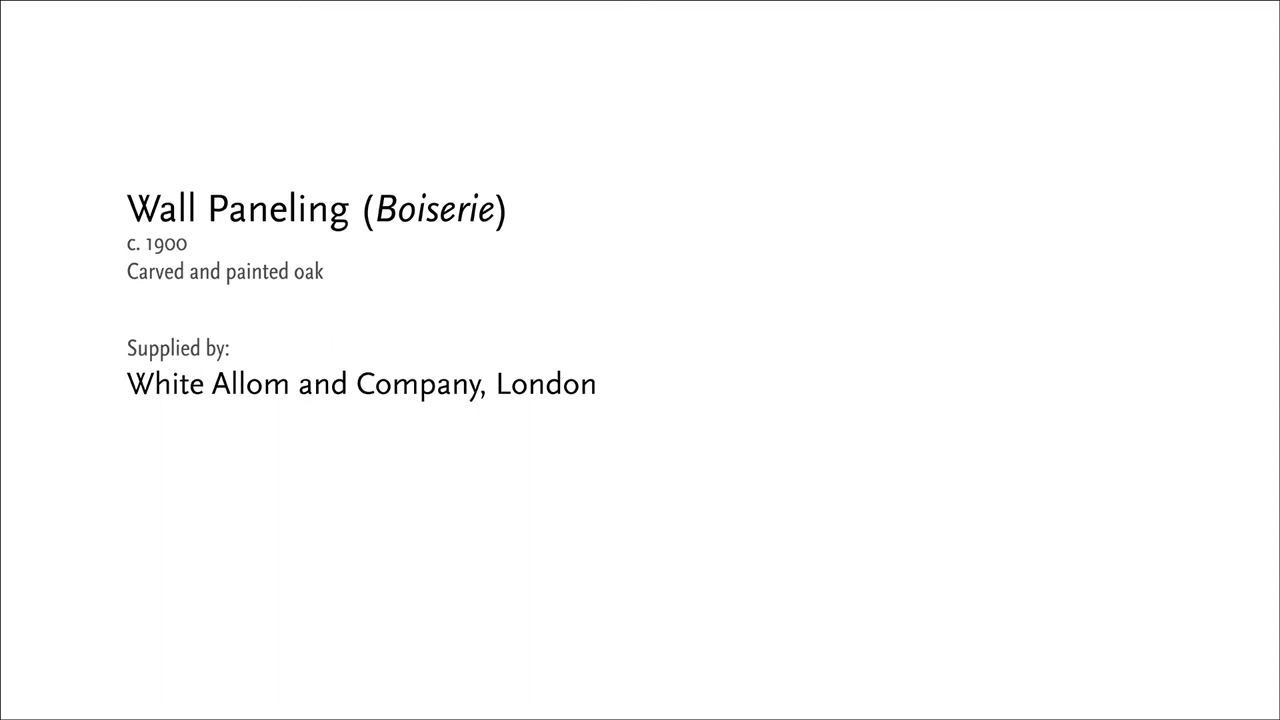 Wall Paneling (Boiserie)
c. 1900
Carved and painted oak
Supplied by:
White Allom and Company, London